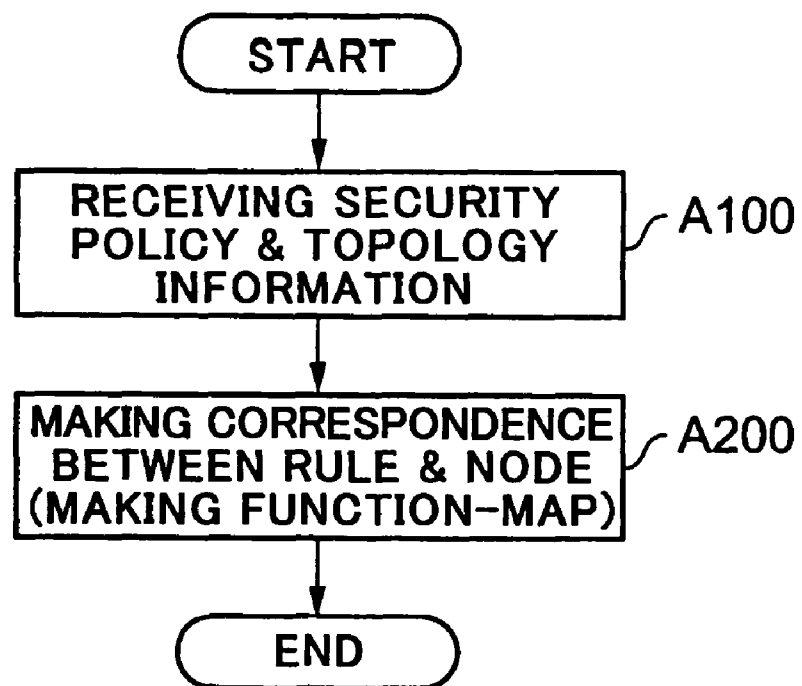 START
RECEIVING SECURITY
POLICY & TOPOLOGY
INFORMATION
A100
MAKING CORRESPONDENCE
BETWEEN RULE & NODE
(MAKING FUNCTION-MAP)
A200
END